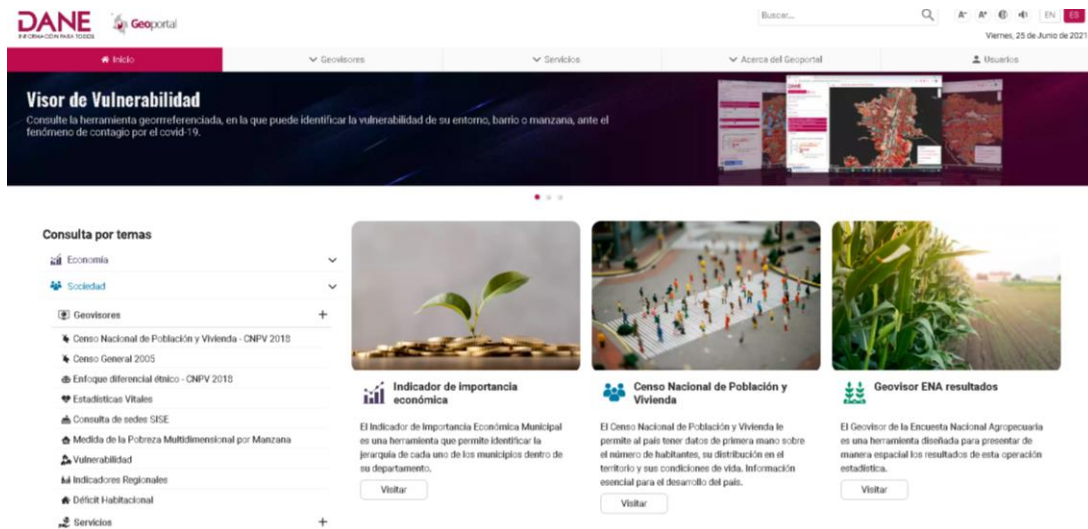 DANE
INFORMACIÓN PARA TODOS
Geoportal
Buscar...
A- A+ EN ES
Viernes, 25 de Junio de 2021
Inicio
Geovisores
Servicios
Acerca del Geoportal
Usuarios
Visor de Vulnerabilidad
Consulte la herramienta georreferenciada, en la que puede identificar la vulnerabilidad de su entorno, barrio o manzana, ante el
fenómeno de contagio por el covid-19.
Consulta por temas
Economía
Sociedad
Geovisores
Censo Nacional de Población y Vivienda - CNPV 2018
Censo General 2005
Enfoque diferencial étnico - CNPV 2018
Estadísticas Vitales
Consulta de sedes SISE
Medida de la Pobreza Multidimensional por Manzana
Vulnerabilidad
Indicadores Regionales
Déficit Habitacional
Servicios
Indicador de importancia
económica
El Indicador de Importancia Económica Municipal
es una herramienta que permite identificar la
jerarquía de cada uno de los municipios dentro de
su departamento.
Visitar
Censo Nacional de Población y
Vivienda
El Censo Nacional de Población y Vivienda le
permite al país tener datos de primera mano sobre
el número de habitantes, su distribución en el
territorio y sus condiciones de vida. Información
esencial para el desarrollo del país.
Visitar
Geovisor ENA resultados
El Geovisor de la Encuesta Nacional Agropecuaria
es una herramienta diseñada para presentar de
manera espacial los resultados de esta operación
estadística.
Visitar